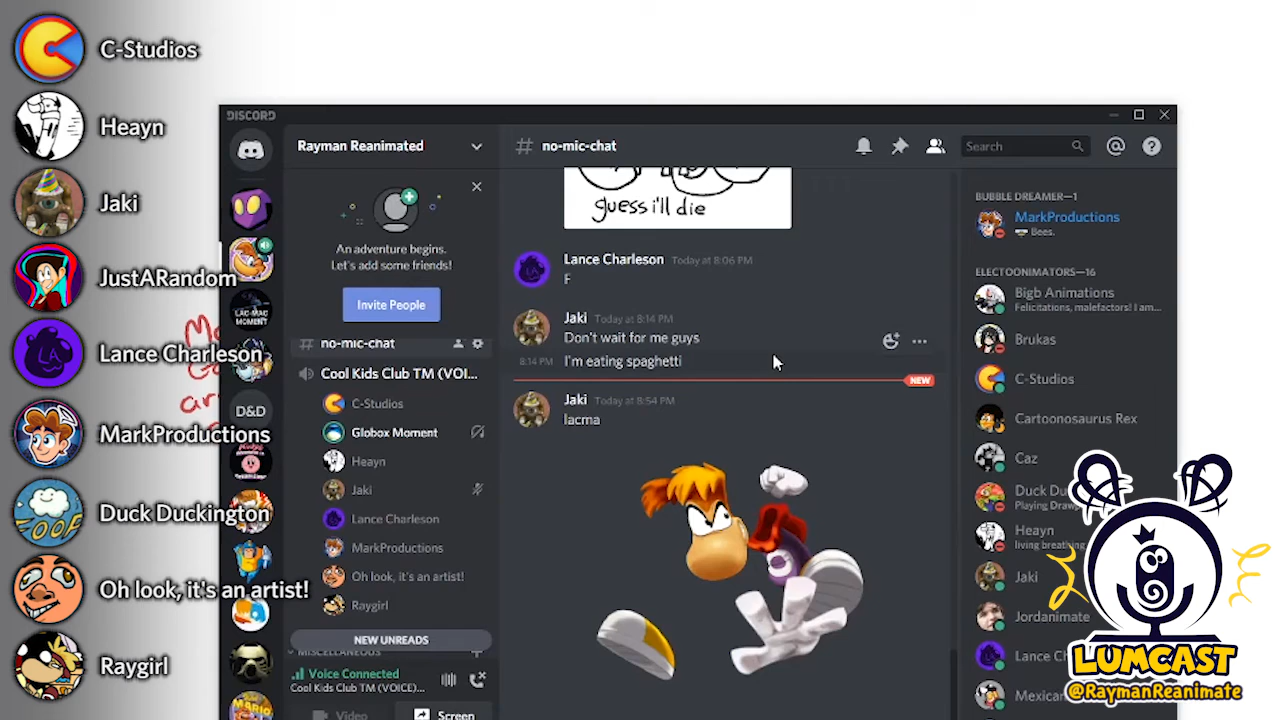 C-Studios
Heayn
Jaki
JustARandom
Lance Charleson
MarkProductions
Duck Duckington
Oh look, it's an artist!
Raygirl
DISCORD
LAC-MAC
MOMENT
D&D
MARIO
Rayman Reanimated
An adventure begins.
Let's add some friends!
Invite People
no-mic-chat
Cool Kids Club TM (VOI...
C-Studios
Globox Moment
Heayn
Jaki
Lance Charleson
MarkProductions
Oh look, it's an artist!
Raygirl
NEW UNREADS
MISCELLANEOUS
Voice Connected
Cool Kids Club TM (VOICE)...
Video
Screen
# no-mic-chat
Search
guess i'll die
Lance Charleson Today at 8:06 PM
F
Jaki Today at 8:14 PM
Don't wait for me guys
8:14 PM I'm eating spaghetti
NEW
Jaki Today at 8:54 PM
lacma
BUBBLE DREAMER—1
MarkProductions
Bees.
ELECTOONIMATORS—16
Bigb Animations
Felicitations, malefactors! I am...
Brukas
C-Studios
Cartoonosaurus Rex
Caz
Duck Du
Playing Draw
Heayn
living breathing
Jaki
Jordanimate
Lance Ch
Mexican
LUMCAST
@RaymanReanimate